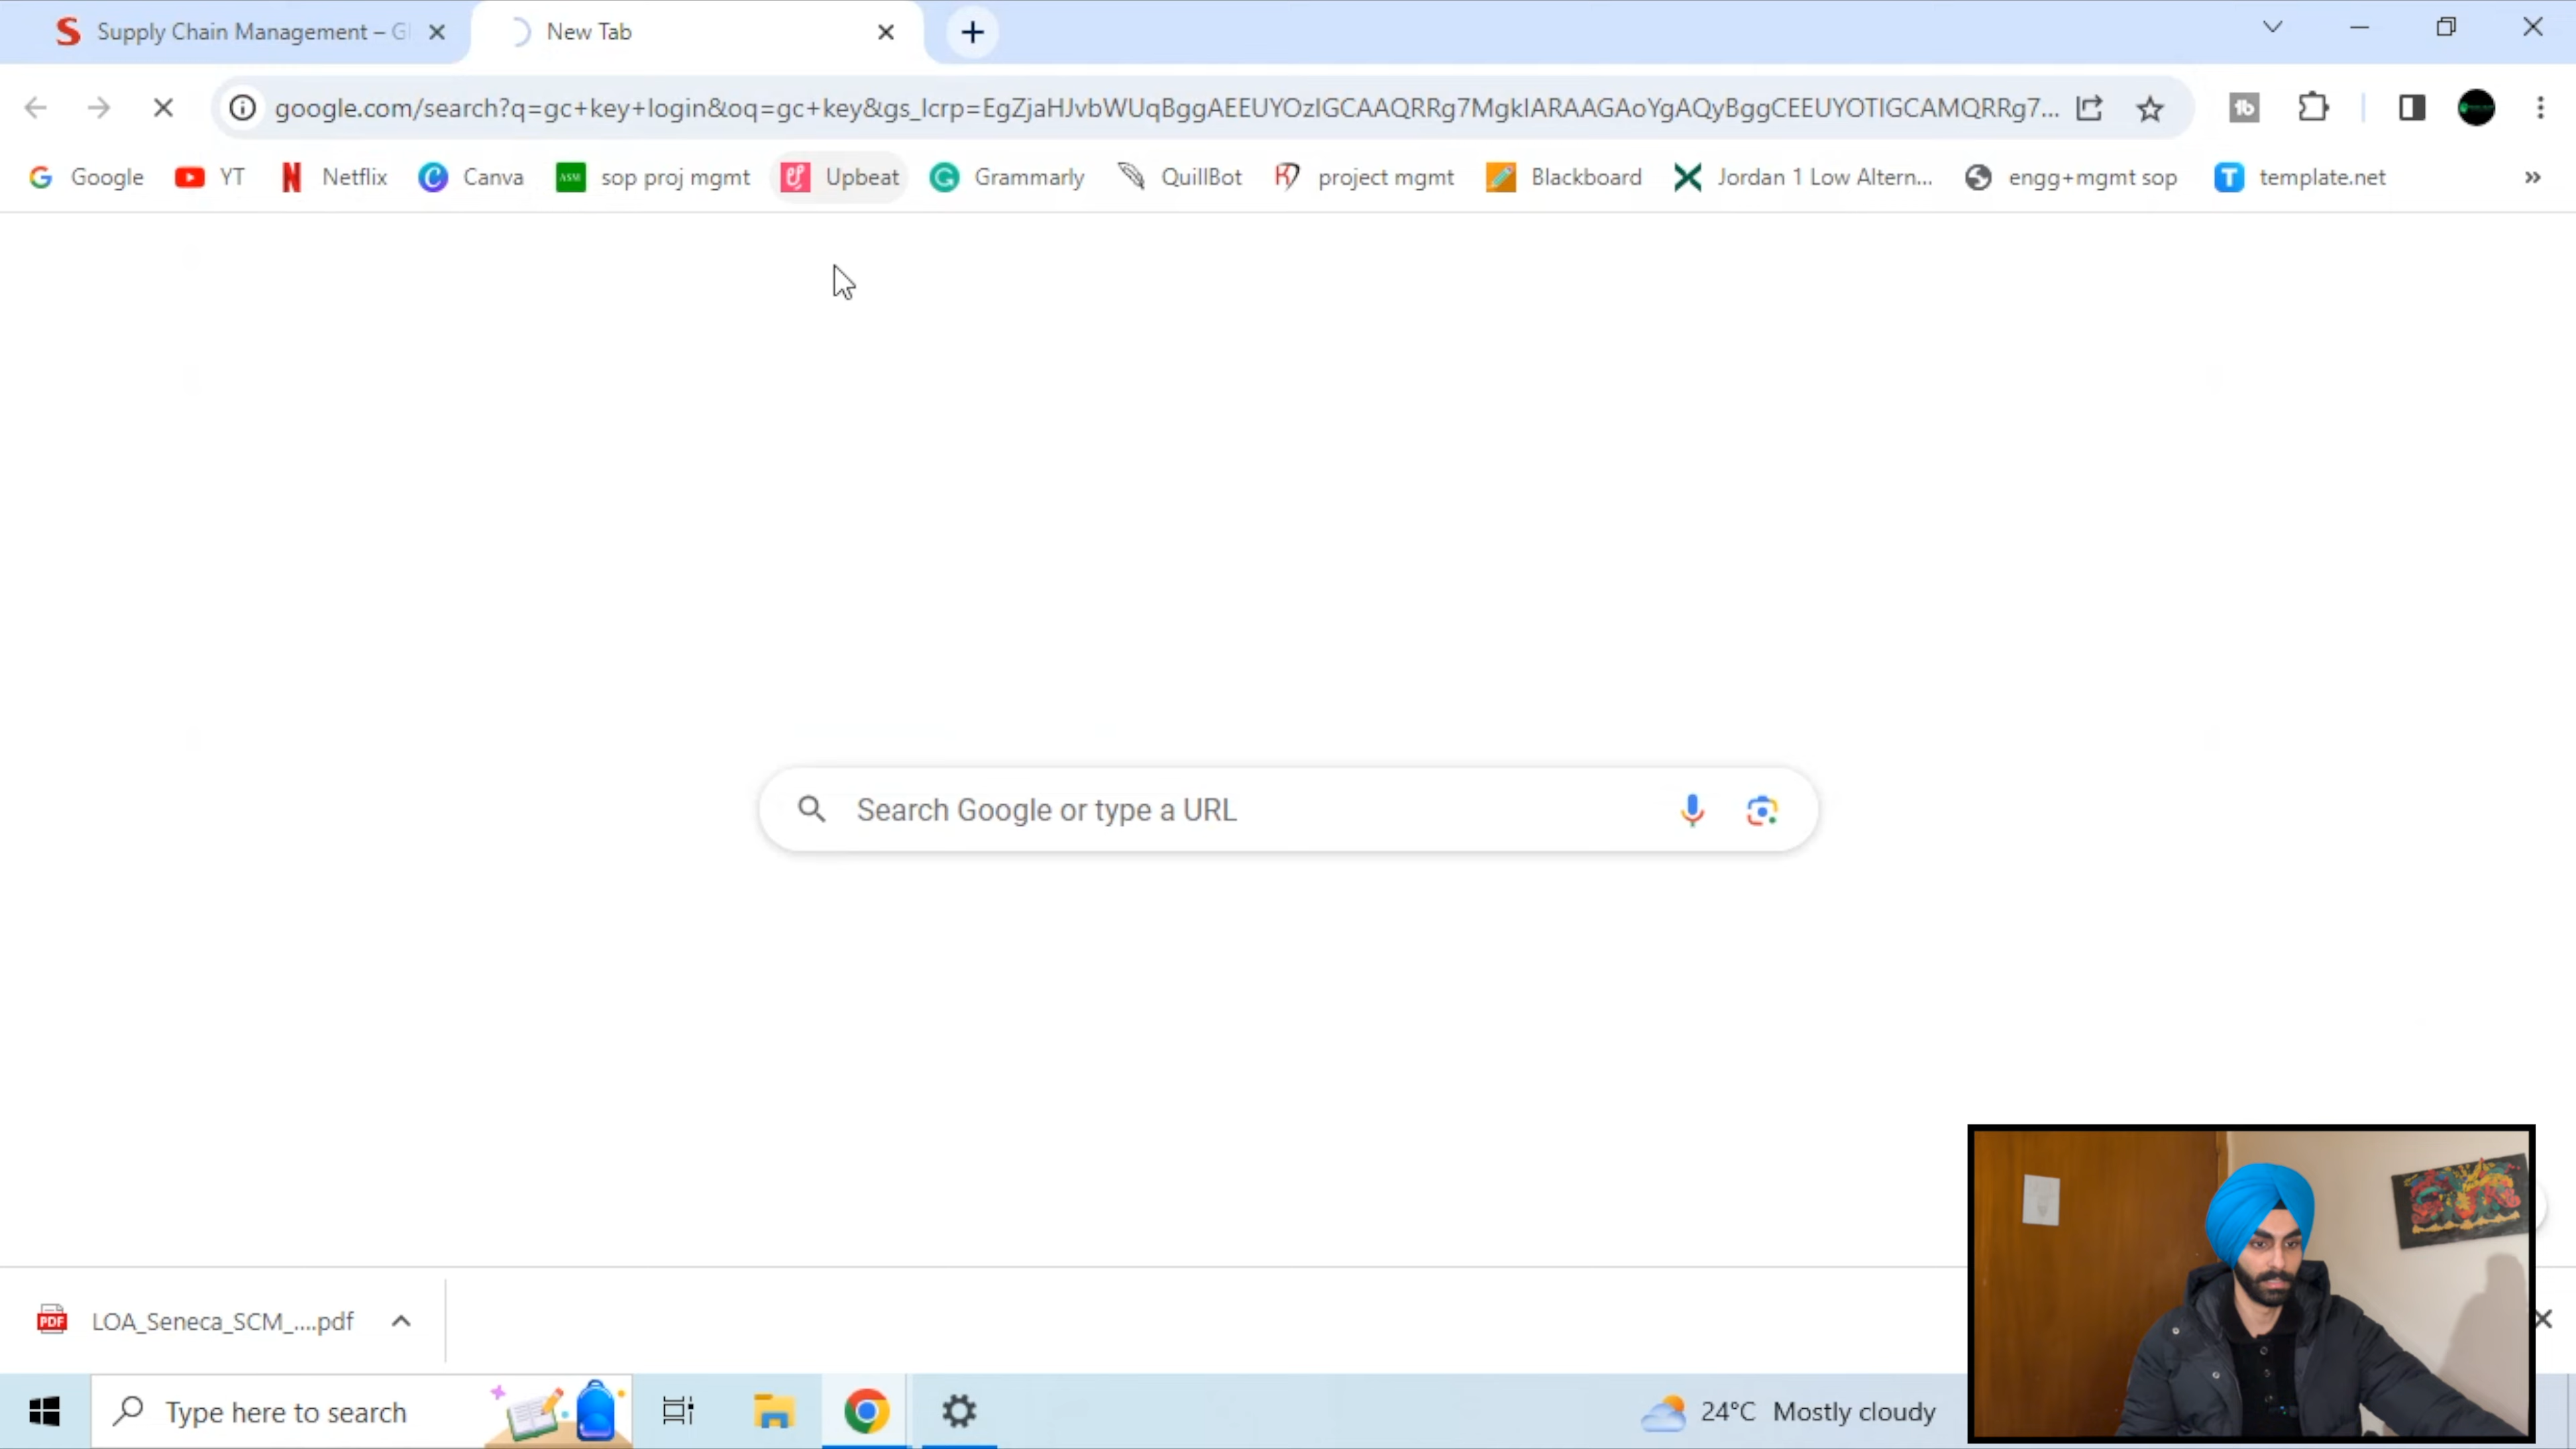 Supply Chain Management – G
New Tab
google.com/search?q=gc+key+login&oq=gc+key&gs_lcrp=EgZjaHJvbWUqBggAEEUYOzIGCAAQRRg7MgkIARAAGAoYgAQyBggCEEUYOTIGCAMQRRg7...
Google YT Netflix Canva ASM sop proj mgmt Upbeat Grammarly QuillBot project mgmt Blackboard Jordan 1 Low Altern... engg+mgmt sop template.net
Search Google or type a URL
PDF LOA_Seneca_SCM_....pdf
Type here to search
24°C Mostly cloudy